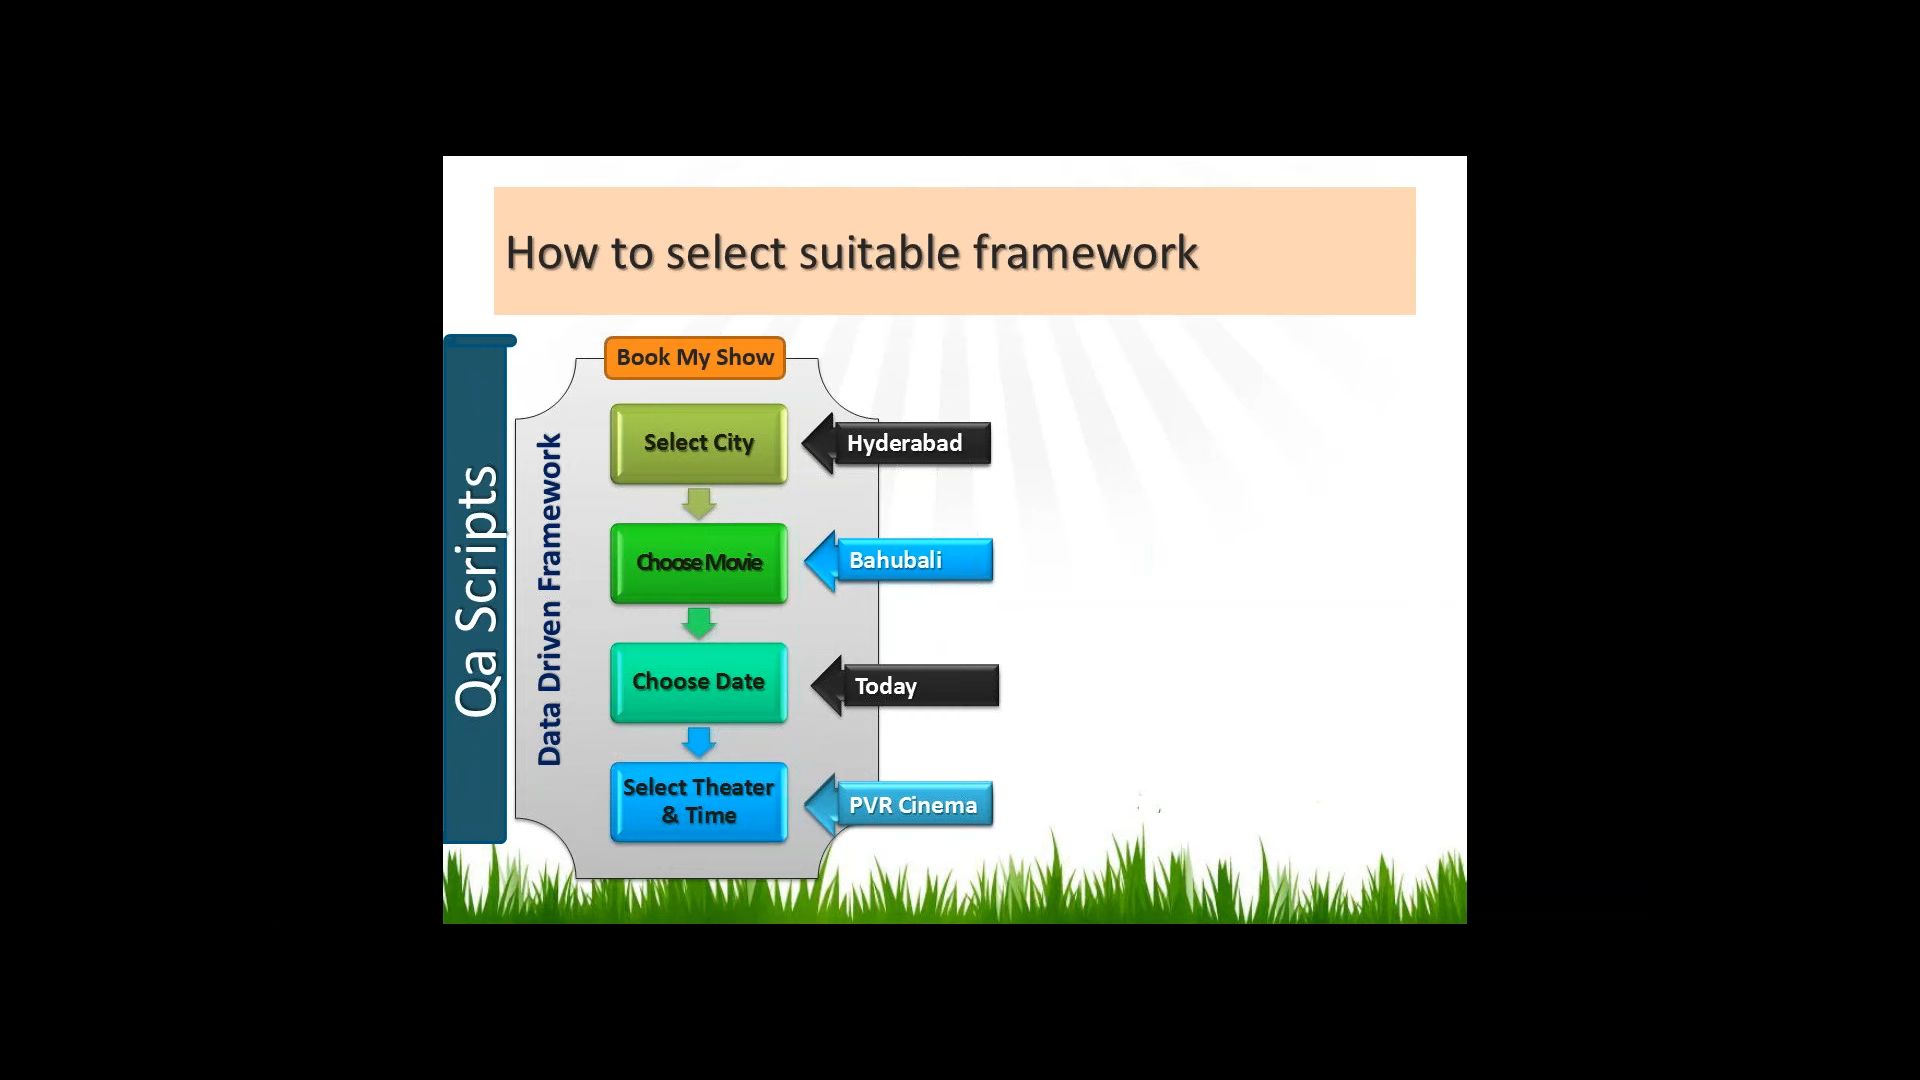 How to select suitable framework
Qa Scripts
Data Driven Framework
Book My Show
Select City
Hyderabad
Choose Movie
Bahubali
Choose Date
Today
Select Theater
& Time
PVR Cinema